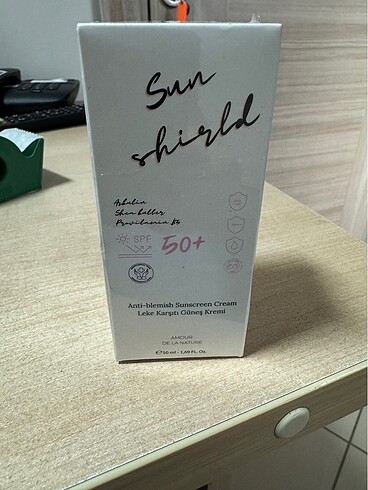 Sun
shield
Arbutin
Shea butter
Provitamin B5
SPF 50+
Anti-blemish Sunscreen Cream
Leke Karşıtı Güneş Kremi
AMOUR
DE LA NATURE
℮50 ml - 1,69 FL. Oz.